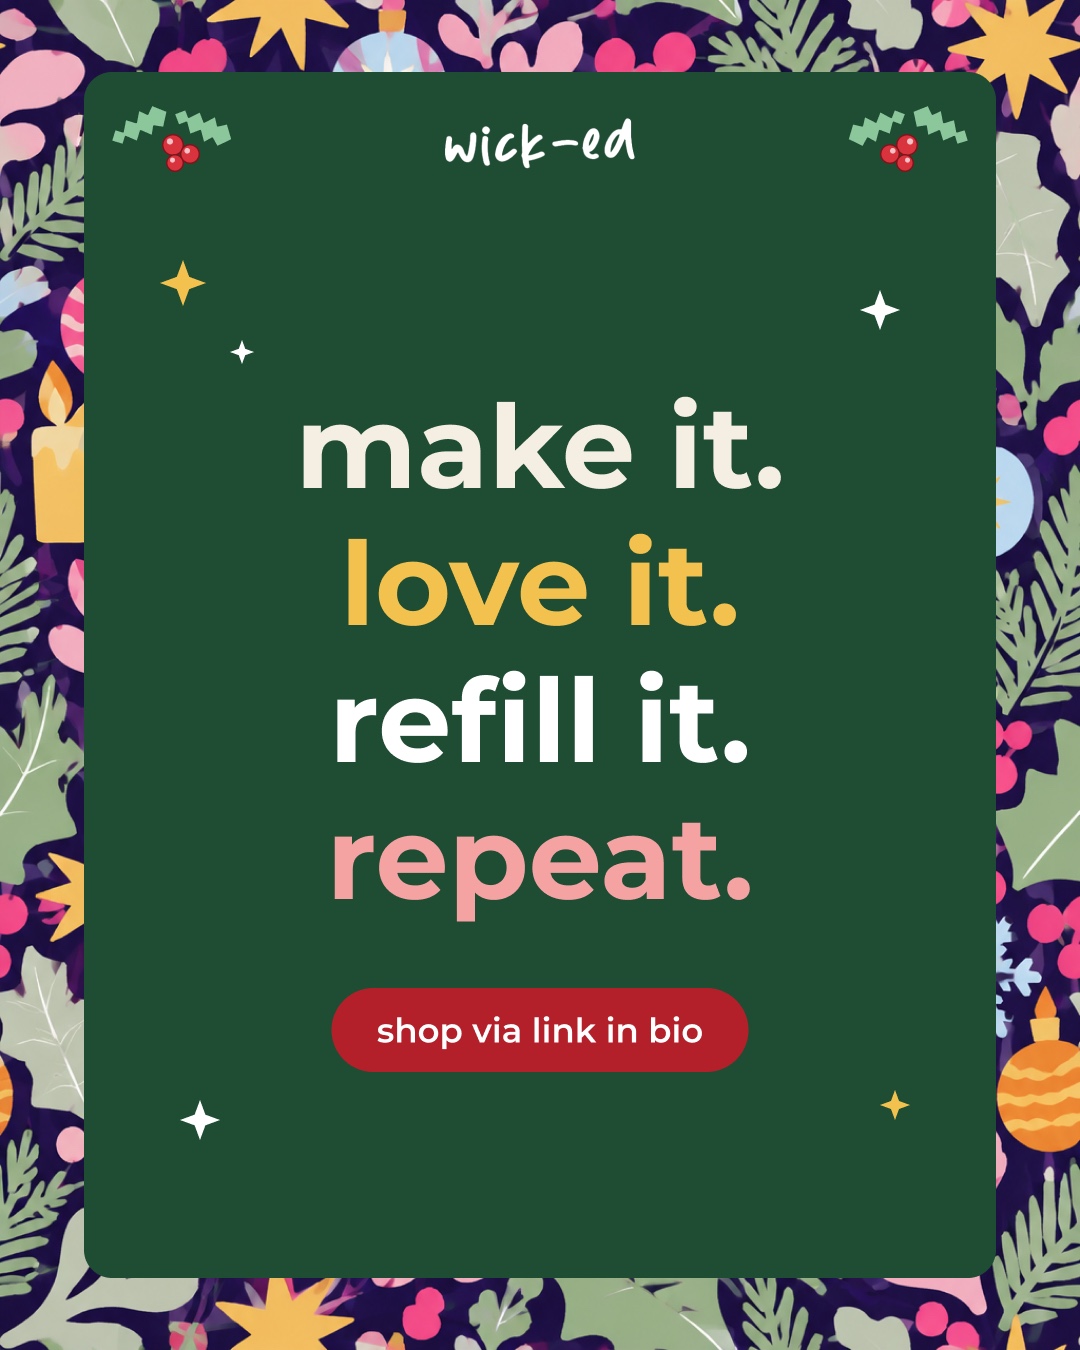 wick-ed
make it.
love it.
refill it.
repeat.
shop via link in bio